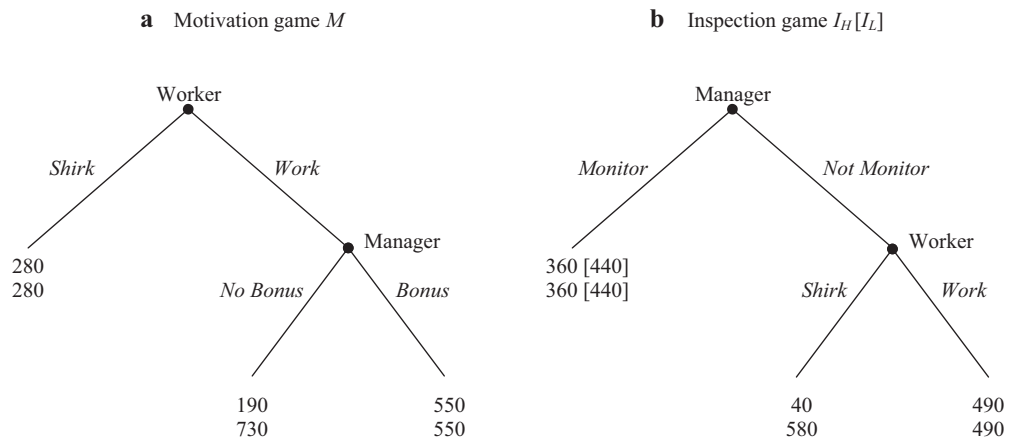 a Motivation game M
b Inspection game I_H[I_L]
Worker
Shirk
Work
280
280
Manager
No Bonus
Bonus
190
730
550
550
Manager
Monitor
Not Monitor
360 [440]
360 [440]
Worker
Shirk
Work
40
580
490
490